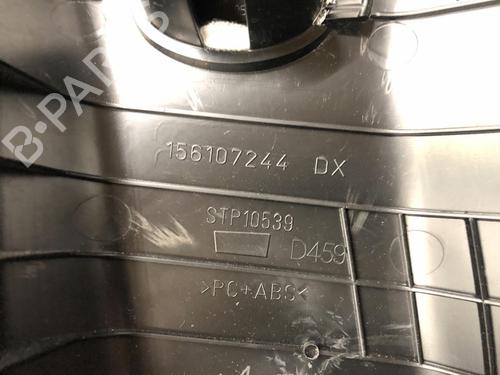 B-PARTS
156107244 DX
STP10539
D459
>PC+ABS<